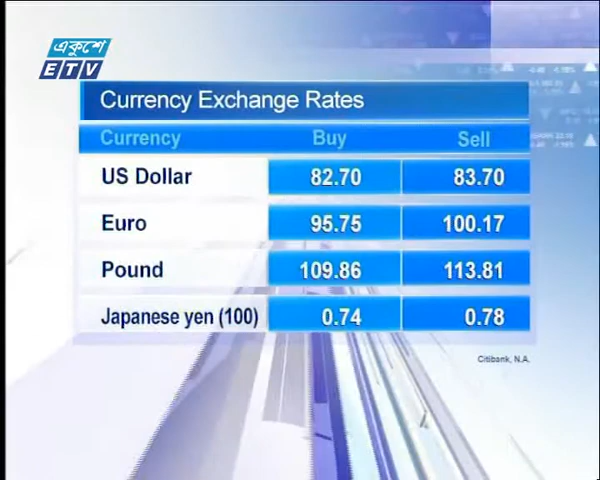 একুশে
ETV
Currency Exchange Rates
Currency Buy Sell
US Dollar 82.70 83.70
Euro 95.75 100.17
Pound 109.86 113.81
Japanese yen (100) 0.74 0.78
Citibank, N.A.